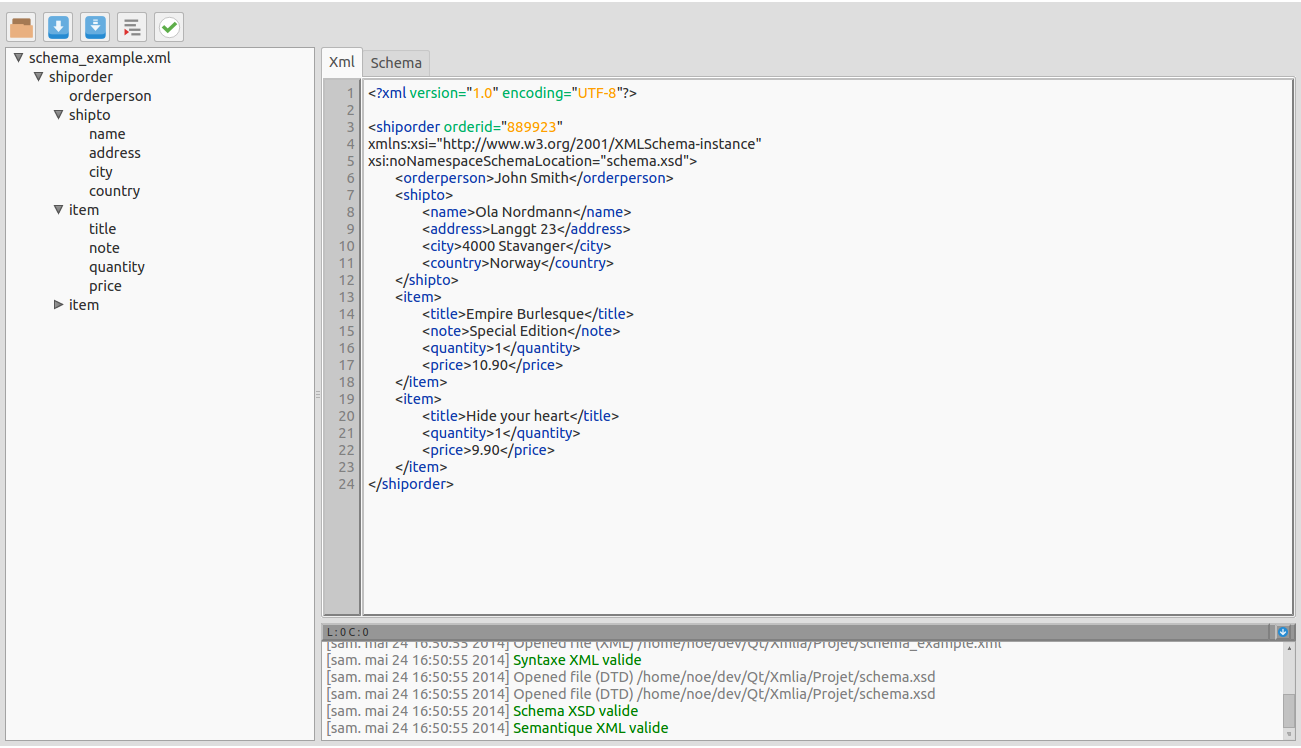 schema_example.xml
shiporder
orderperson
shipto
name
address
city
country
item
title
note
quantity
price
item
Xml
Schema
1 <?xml version="1.0" encoding="UTF-8"?>
2
3 <shiporder orderid="889923"
4 xmlns:xsi="http://www.w3.org/2001/XMLSchema-instance"
5 xsi:noNamespaceSchemaLocation="schema.xsd">
6 <orderperson>John Smith</orderperson>
7 <shipto>
8 <name>Ola Nordmann</name>
9 <address>Langgt 23</address>
10 <city>4000 Stavanger</city>
11 <country>Norway</country>
12 </shipto>
13 <item>
14 <title>Empire Burlesque</title>
15 <note>Special Edition</note>
16 <quantity>1</quantity>
17 <price>10.90</price>
18 </item>
19 <item>
20 <title>Hide your heart</title>
21 <quantity>1</quantity>
22 <price>9.90</price>
23 </item>
24 </shiporder>
L : 0 C : 0
[sam. mai 24 16:50:55 2014] Opened file (XML) /home/noe/dev/Qt/Xmlia/Projet/schema_example.xml
[sam. mai 24 16:50:55 2014] Syntaxe XML valide
[sam. mai 24 16:50:55 2014] Opened file (DTD) /home/noe/dev/Qt/Xmlia/Projet/schema.xsd
[sam. mai 24 16:50:55 2014] Opened file (DTD) /home/noe/dev/Qt/Xmlia/Projet/schema.xsd
[sam. mai 24 16:50:55 2014] Schema XSD valide
[sam. mai 24 16:50:55 2014] Semantique XML valide